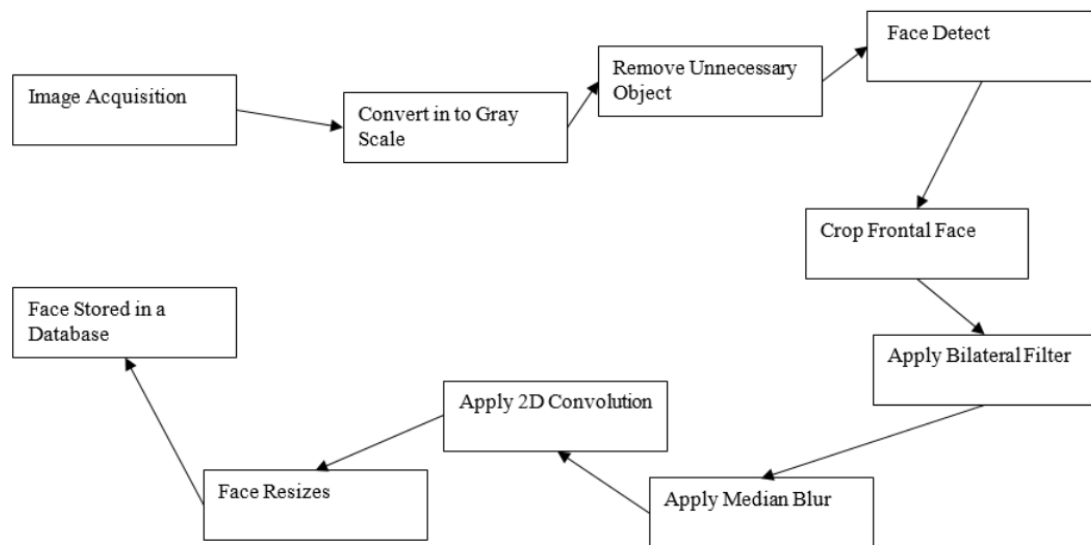 Image Acquisition
Convert in to Gray
Scale
Remove Unnecessary
Object
Face Detect
Crop Frontal Face
Apply Bilateral Filter
Apply Median Blur
Apply 2D Convolution
Face Resizes
Face Stored in a
Database